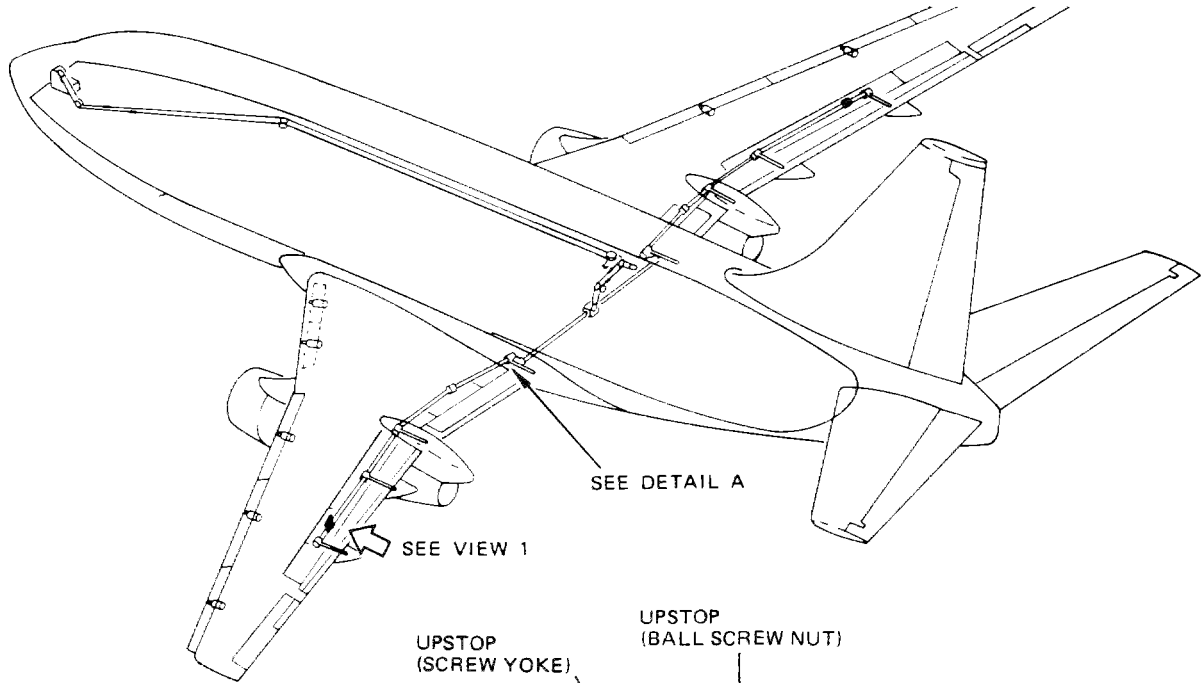 SEE DETAIL A
SEE VIEW 1
UPSTOP
(SCREW YOKE)
UPSTOP
(BALL SCREW NUT)